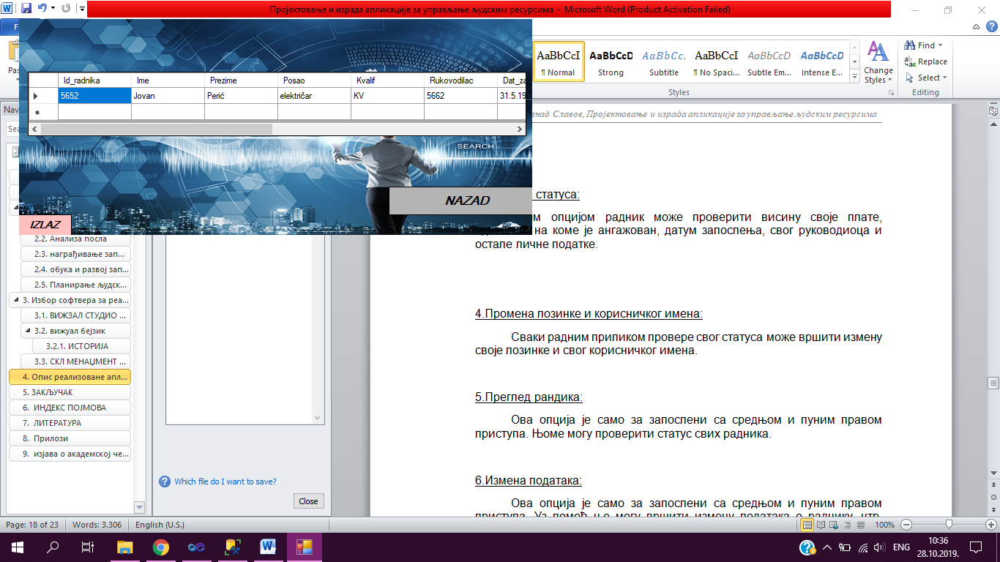 Пројектовање и израда апликације за управљање људским ресурсима - Microsoft Word (Product Activation Failed)
Id_radnika Ime Prezime Posao Kvalif Rukovodilac Dat_za
5652 Jovan Perić električar KV 5662 31.5.19
SEARCH
NAZAD
IZLAZ
AaBbCcI AaBbCcD AaBbCc. AaBbCcI AaBbCcD AaBbCcD
¶ Normal Strong Subtitle ¶ No Spaci... Subtle Em... Intense E...
Change
Styles
Styles
Find
Replace
Select
Editing
Славов, Пројектовање и израда апликације за управљање људским ресурсима
2.2. Анализа посла
2.3. награђивање зап...
2.4. обука и развој зап...
2.5. Планирање људск...
3. Избор софтвера за реа...
3.1. ВИЖЗАЛ СТУДИО ...
3.2. вижуал бејзик
3.2.1. ИСТОРИЈА
3.3. СКЛ МЕНАЏМЕНТ ...
4. Опис реализоване апл...
5. ЗАКЉУЧАК
6. ИНДЕКС ПОЈМОВА
7. ЛИТЕРАТУРА
8. Прилози
9. изјава о академској че...
Which file do I want to save?
Close
статуса:
опцијом радник може проверити висину своје плате,
на коме је ангажован, датум запослења, свог руководиоца и
остале личне податке.
4.Промена лозинке и корисничког имена:
Сваки радним приликом провере свог статуса може вршити измену
своје лозинке и свог корисничког имена.
5.Преглед рандика:
Ова опција је само за запослени са средњом и пуним правом
приступа. Њоме могу проверити статус свих радника.
6.Измена података:
Ова опција је само за запослени са средњом и пуним правом
приступа. Уз помоћ ње могу вршити измену података о раднику, нтр.
Page: 18 of 23 Words: 3.306 English (U.S.) 100%
ENG
10:36
28.10.2019.